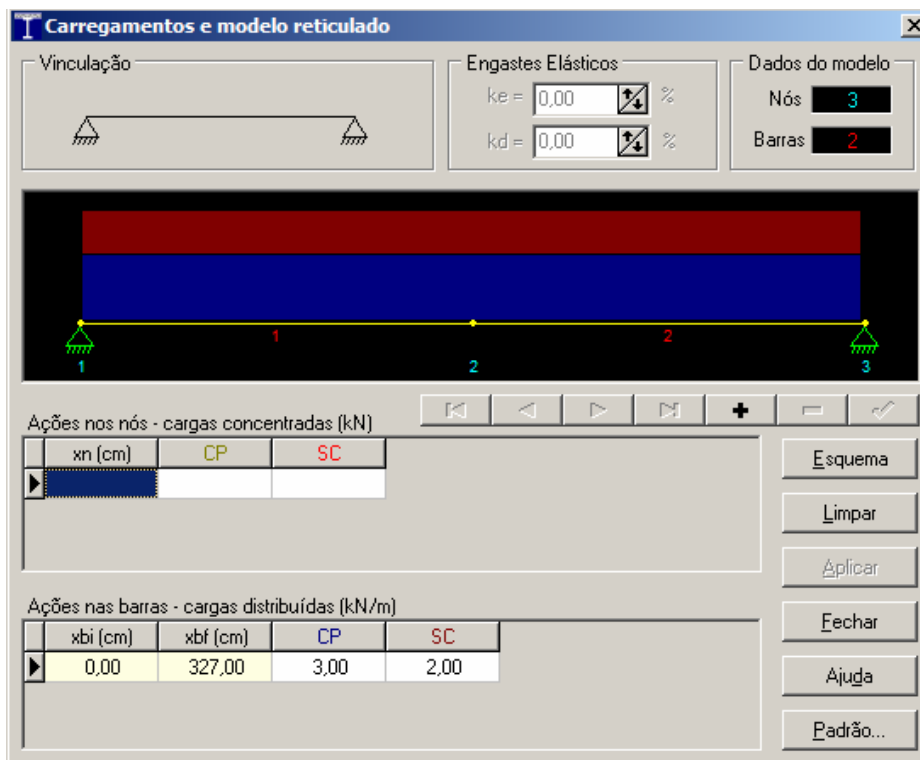 Carregamentos e modelo reticulado
Vinculação
Engastes Elásticos
ke = 0,00 %
kd = 0,00 %
Dados do modelo
Nós 3
Barras 2
1 2
1 2 3
Ações nos nós - cargas concentradas (kN)
xn (cm) CP SC
Esquema
Limpar
Aplicar
Ações nas barras - cargas distribuídas (kN/m)
xbi (cm) xbf (cm) CP SC
0,00 327,00 3,00 2,00
Fechar
Ajuda
Padrão...